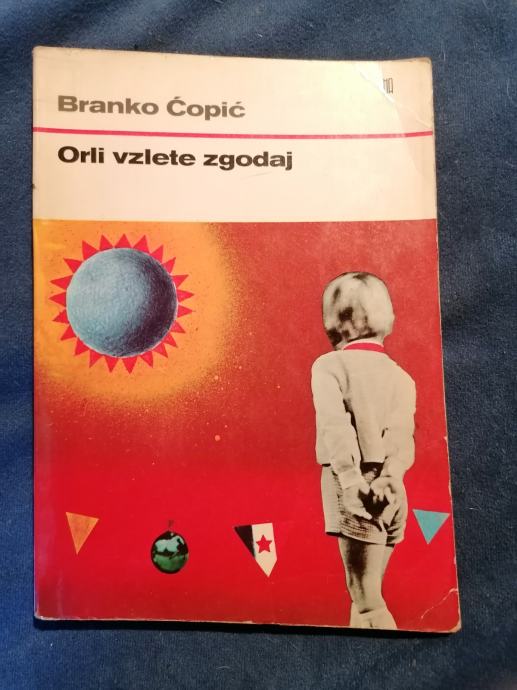 Branko Ćopić
Orli vzlete zgodaj